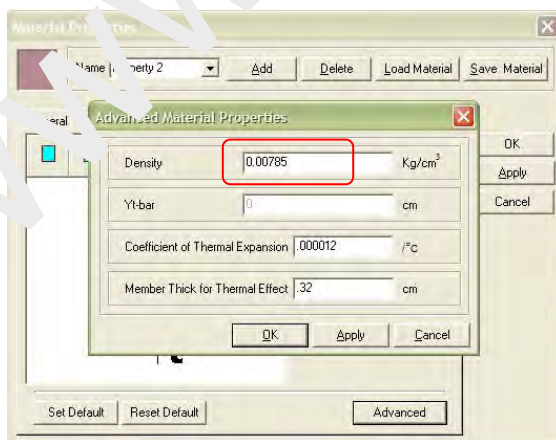 Material Properties
Name Property 2 Add Delete Load Material Save Material
Advanced Material Properties
Density 0.00785 Kg/cm³
Yt-bar 0 cm
Coefficient of Thermal Expansion .000012 /°C
Member Thick for Thermal Effect .32 cm
OK Apply Cancel
OK
Apply
Cancel
Set Default Reset Default Advanced